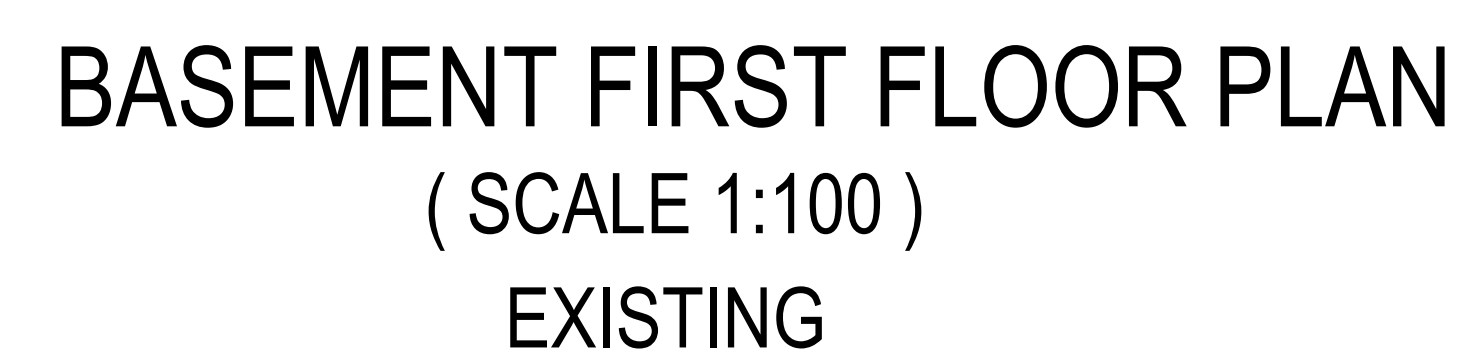 BASEMENT FIRST FLOOR PLAN
( SCALE 1:100 )
EXISTING